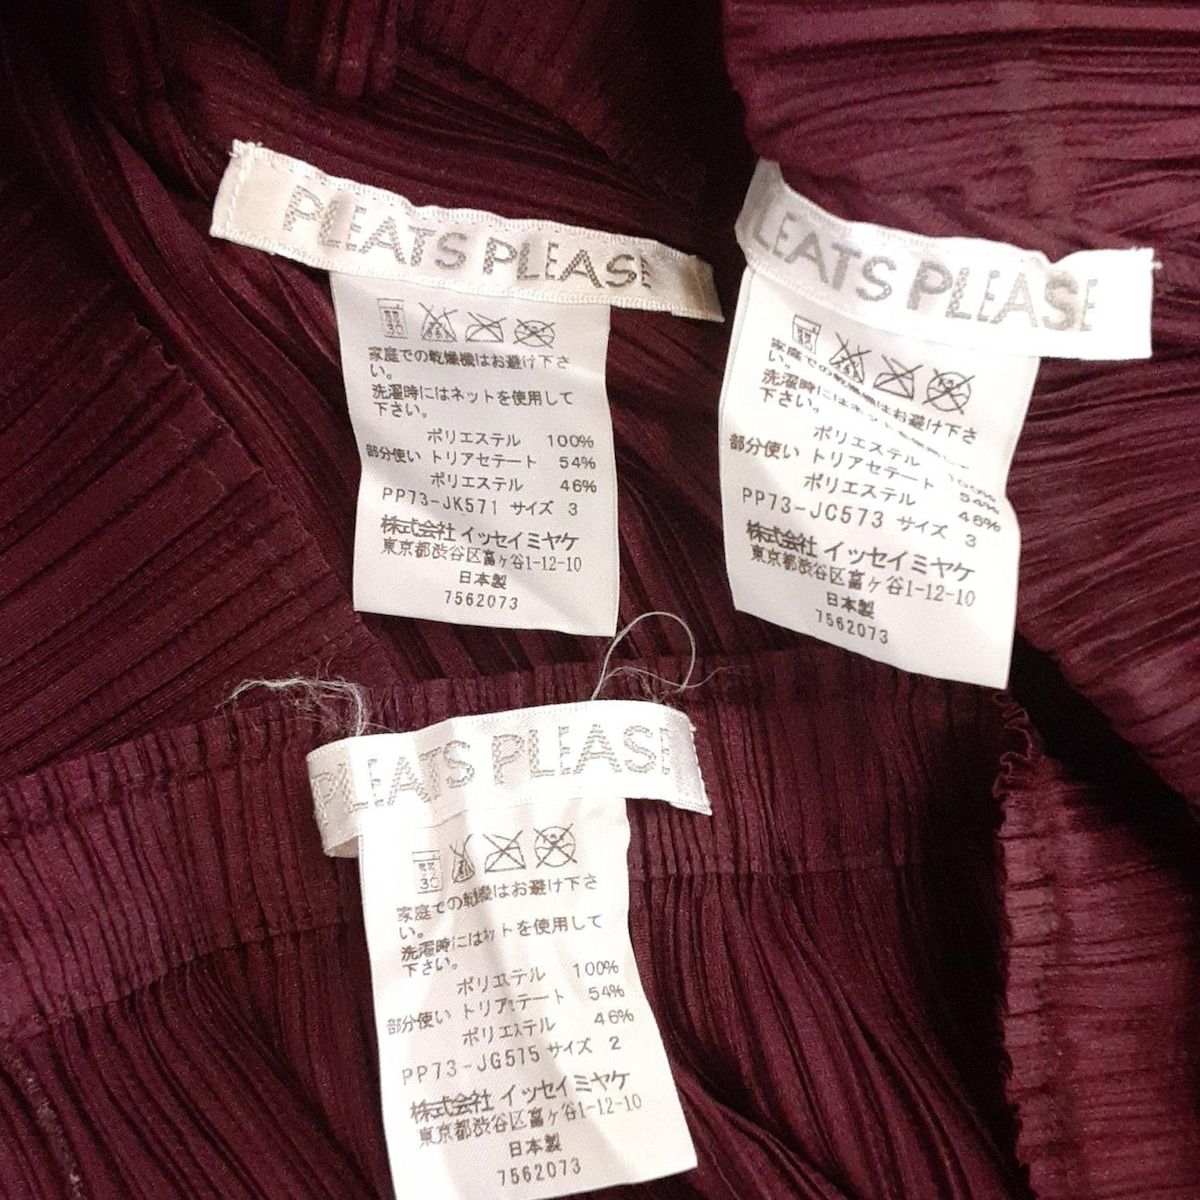 PLEATS PLEASE
30
家庭での乾燥機はお避け下さ
い。
洗濯時にはネットを使用して
下さい。
ポリエステル 100%
部分使い トリアセテート 54%
ポリエステル 46%
PP73-JK571 サイズ 3
株式会社 イッセイミヤケ
東京都渋谷区富ヶ谷1-12-10
日本製
7562073
LEATS PLEASE
家庭での乾燥機はお避け下さ
い。
洗濯時にはネットを使用して
下さい。
ポリエステル 100%
部分使い トリアセテート 54%
ポリエステル 46%
PP73-JC573 サイズ 3
株式会社 イッセイミヤケ
東京都渋谷区富ヶ谷1-12-10
日本製
7562073
PLEATS PLEASE
30
家庭での乾燥機はお避け下さ
い。
洗濯時にはネットを使用して
下さい。
ポリエステル 100%
部分使い トリアセテート 54%
ポリエステル 46%
PP73-JG575 サイズ 2
株式会社 イッセイミヤケ
東京都渋谷区富ヶ谷1-12-10
日本製
7562073